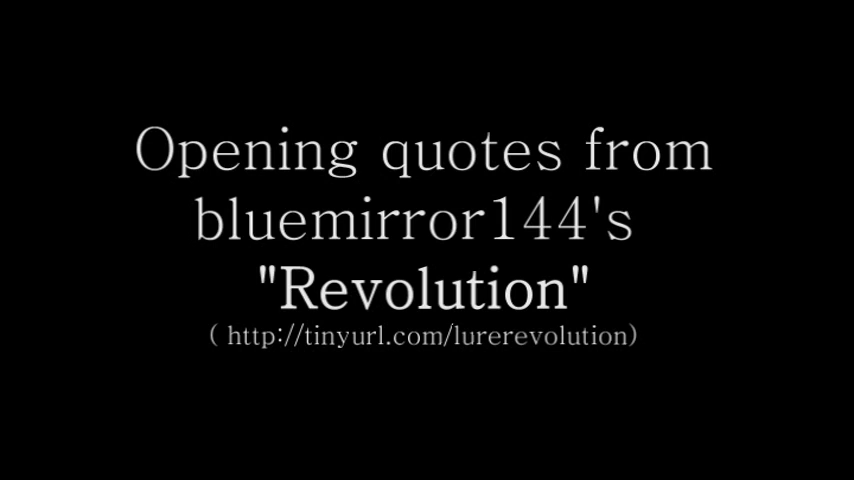 Opening quotes from
bluemirror144's
"Revolution"
( http://tinyurl.com/lurerevolution)